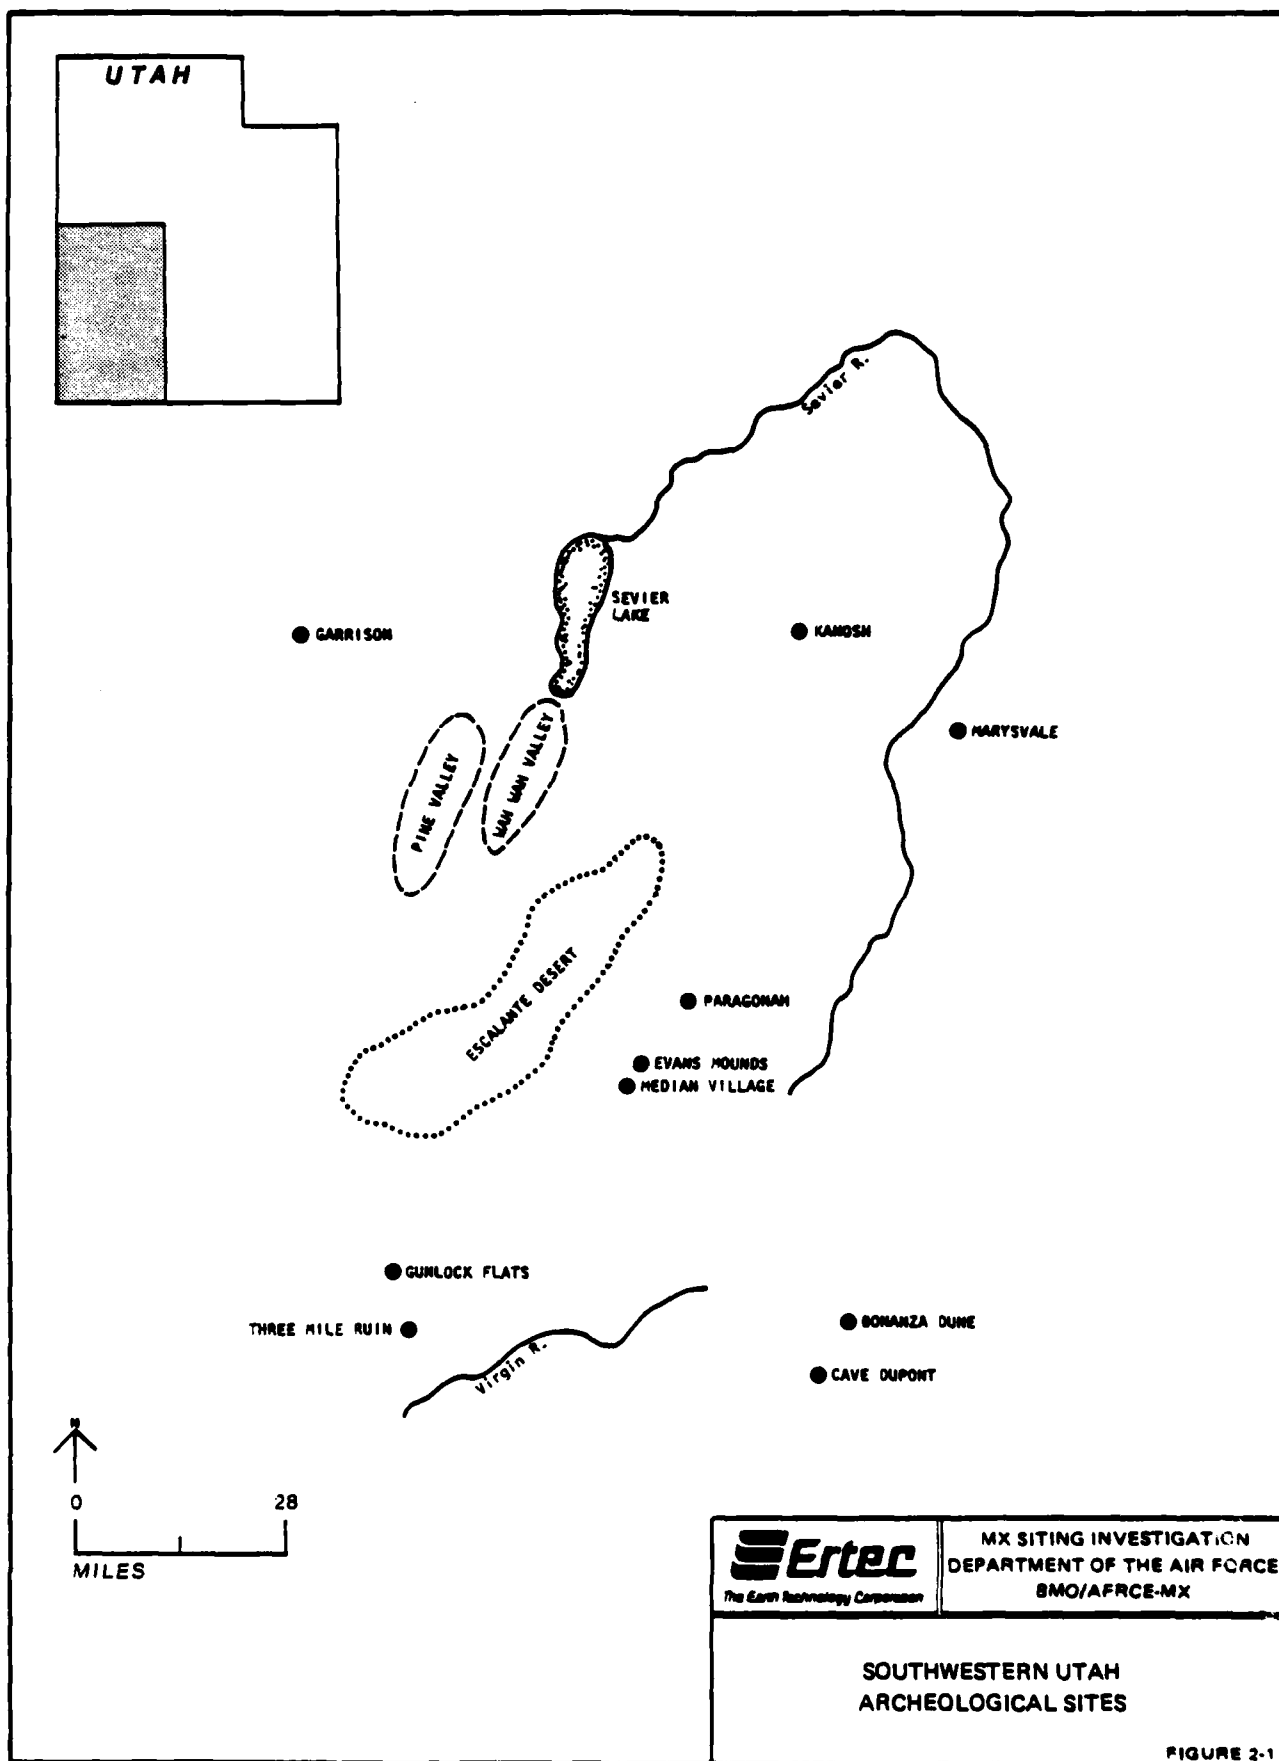 UTAH
Sevier R.
SEVIER
LAKE
GARRISON
KANOSH
MARYSVALE
PINE VALLEY
WAH WAH VALLEY
ESCALANTE DESERT
PARAGONAH
EVANS MOUNDS
MEDIAN VILLAGE
GUNLOCK FLATS
THREE MILE RUIN
BONANZA DUNE
CAVE DUPONT
Virgin R.
N
0 28
MILES
Ertec
The Earth Technology Corporation
MX SITING INVESTIGATION
DEPARTMENT OF THE AIR FORCE
BMO/AFRCE-MX
SOUTHWESTERN UTAH
ARCHEOLOGICAL SITES
FIGURE 2-1